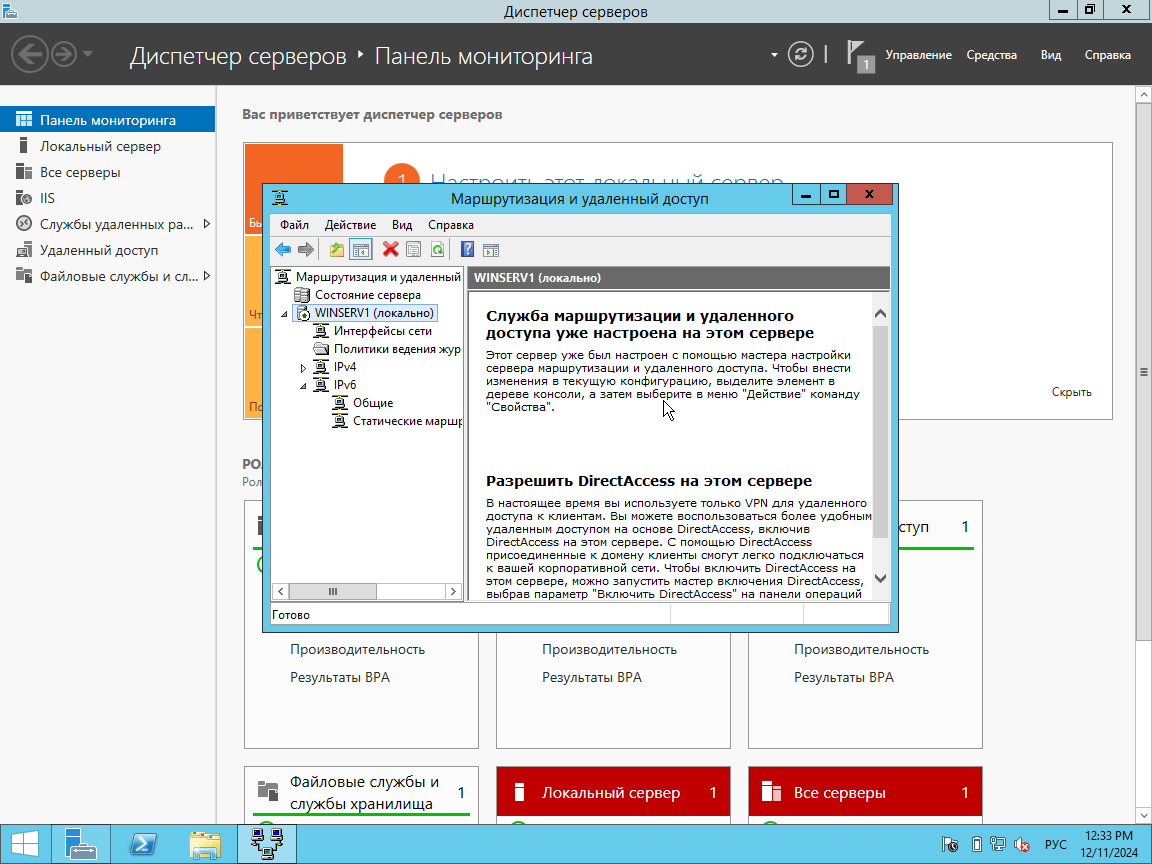 Диспетчер серверов
Диспетчер серверов
Панель мониторинга
1
Управление
Средства
Вид
Справка
Панель мониторинга
Локальный сервер
Все серверы
IIS
Службы удаленных ра...
Удаленный доступ
Файловые службы и сл...
Вас приветствует диспетчер серверов
1
Настроить этот локальный сервер
Скрыть
Маршрутизация и удаленный доступ
Файл
Действие
Вид
Справка
Маршрутизация и удаленный
Состояние сервера
WINSERV1 (локально)
Интерфейсы сети
Политики ведения жур
IPv4
IPv6
Общие
Статические маршр
WINSERV1 (локально)
Служба маршрутизации и удаленного
доступа уже настроена на этом сервере
Этот сервер уже был настроен с помощью мастера настройки
сервера маршрутизации и удаленного доступа. Чтобы внести
изменения в текущую конфигурацию, выделите элемент в
дереве консоли, а затем выберите в меню "Действие" команду
"Свойства".
Разрешить DirectAccess на этом сервере
В настоящее время вы используете только VPN для удаленного
доступа к клиентам. Вы можете воспользоваться более удобным
удаленным доступом на основе DirectAccess, включив
DirectAccess на этом сервере. С помощью DirectAccess
присоединенные к домену клиенты смогут легко подключаться
к вашей корпоративной сети. Чтобы включить DirectAccess на
этом сервере, можно запустить мастер включения DirectAccess,
выбрав параметр "Включить DirectAccess" на панели операций
Готово
ступ 1
Производительность
Результаты BPA
Производительность
Результаты BPA
Производительность
Результаты BPA
Файловые службы и
службы хранилища
1
Локальный сервер 1
Все серверы 1
РУС
12:33 PM
12/11/2024